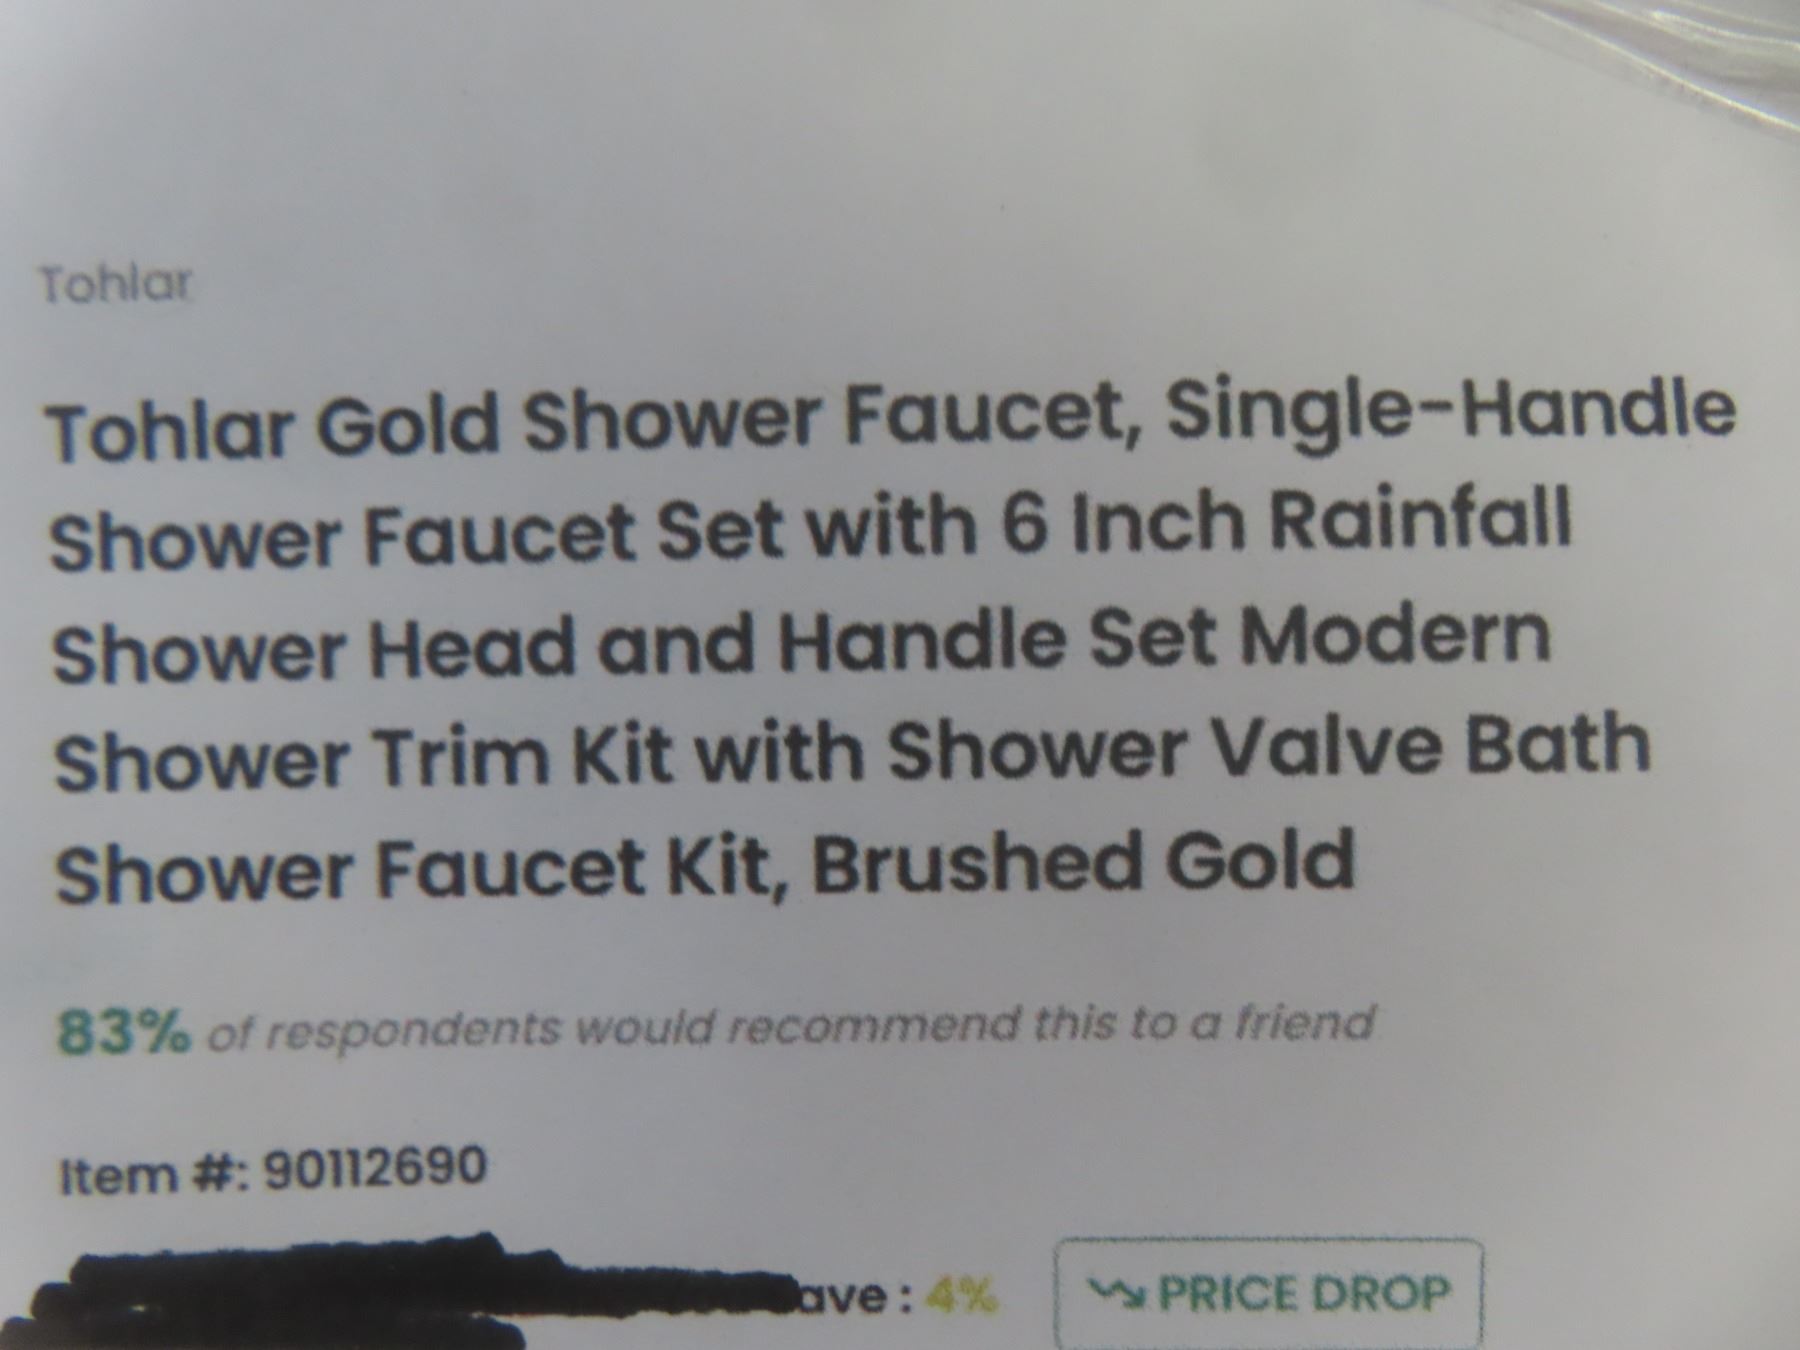 Tohlar
Tohlar Gold Shower Faucet, Single-Handle
Shower Faucet Set with 6 Inch Rainfall
Shower Head and Handle Set Modern
Shower Trim Kit with Shower Valve Bath
Shower Faucet Kit, Brushed Gold
83% of respondents would recommend this to a friend
Item #: 90112690
ave : 4% PRICE DROP